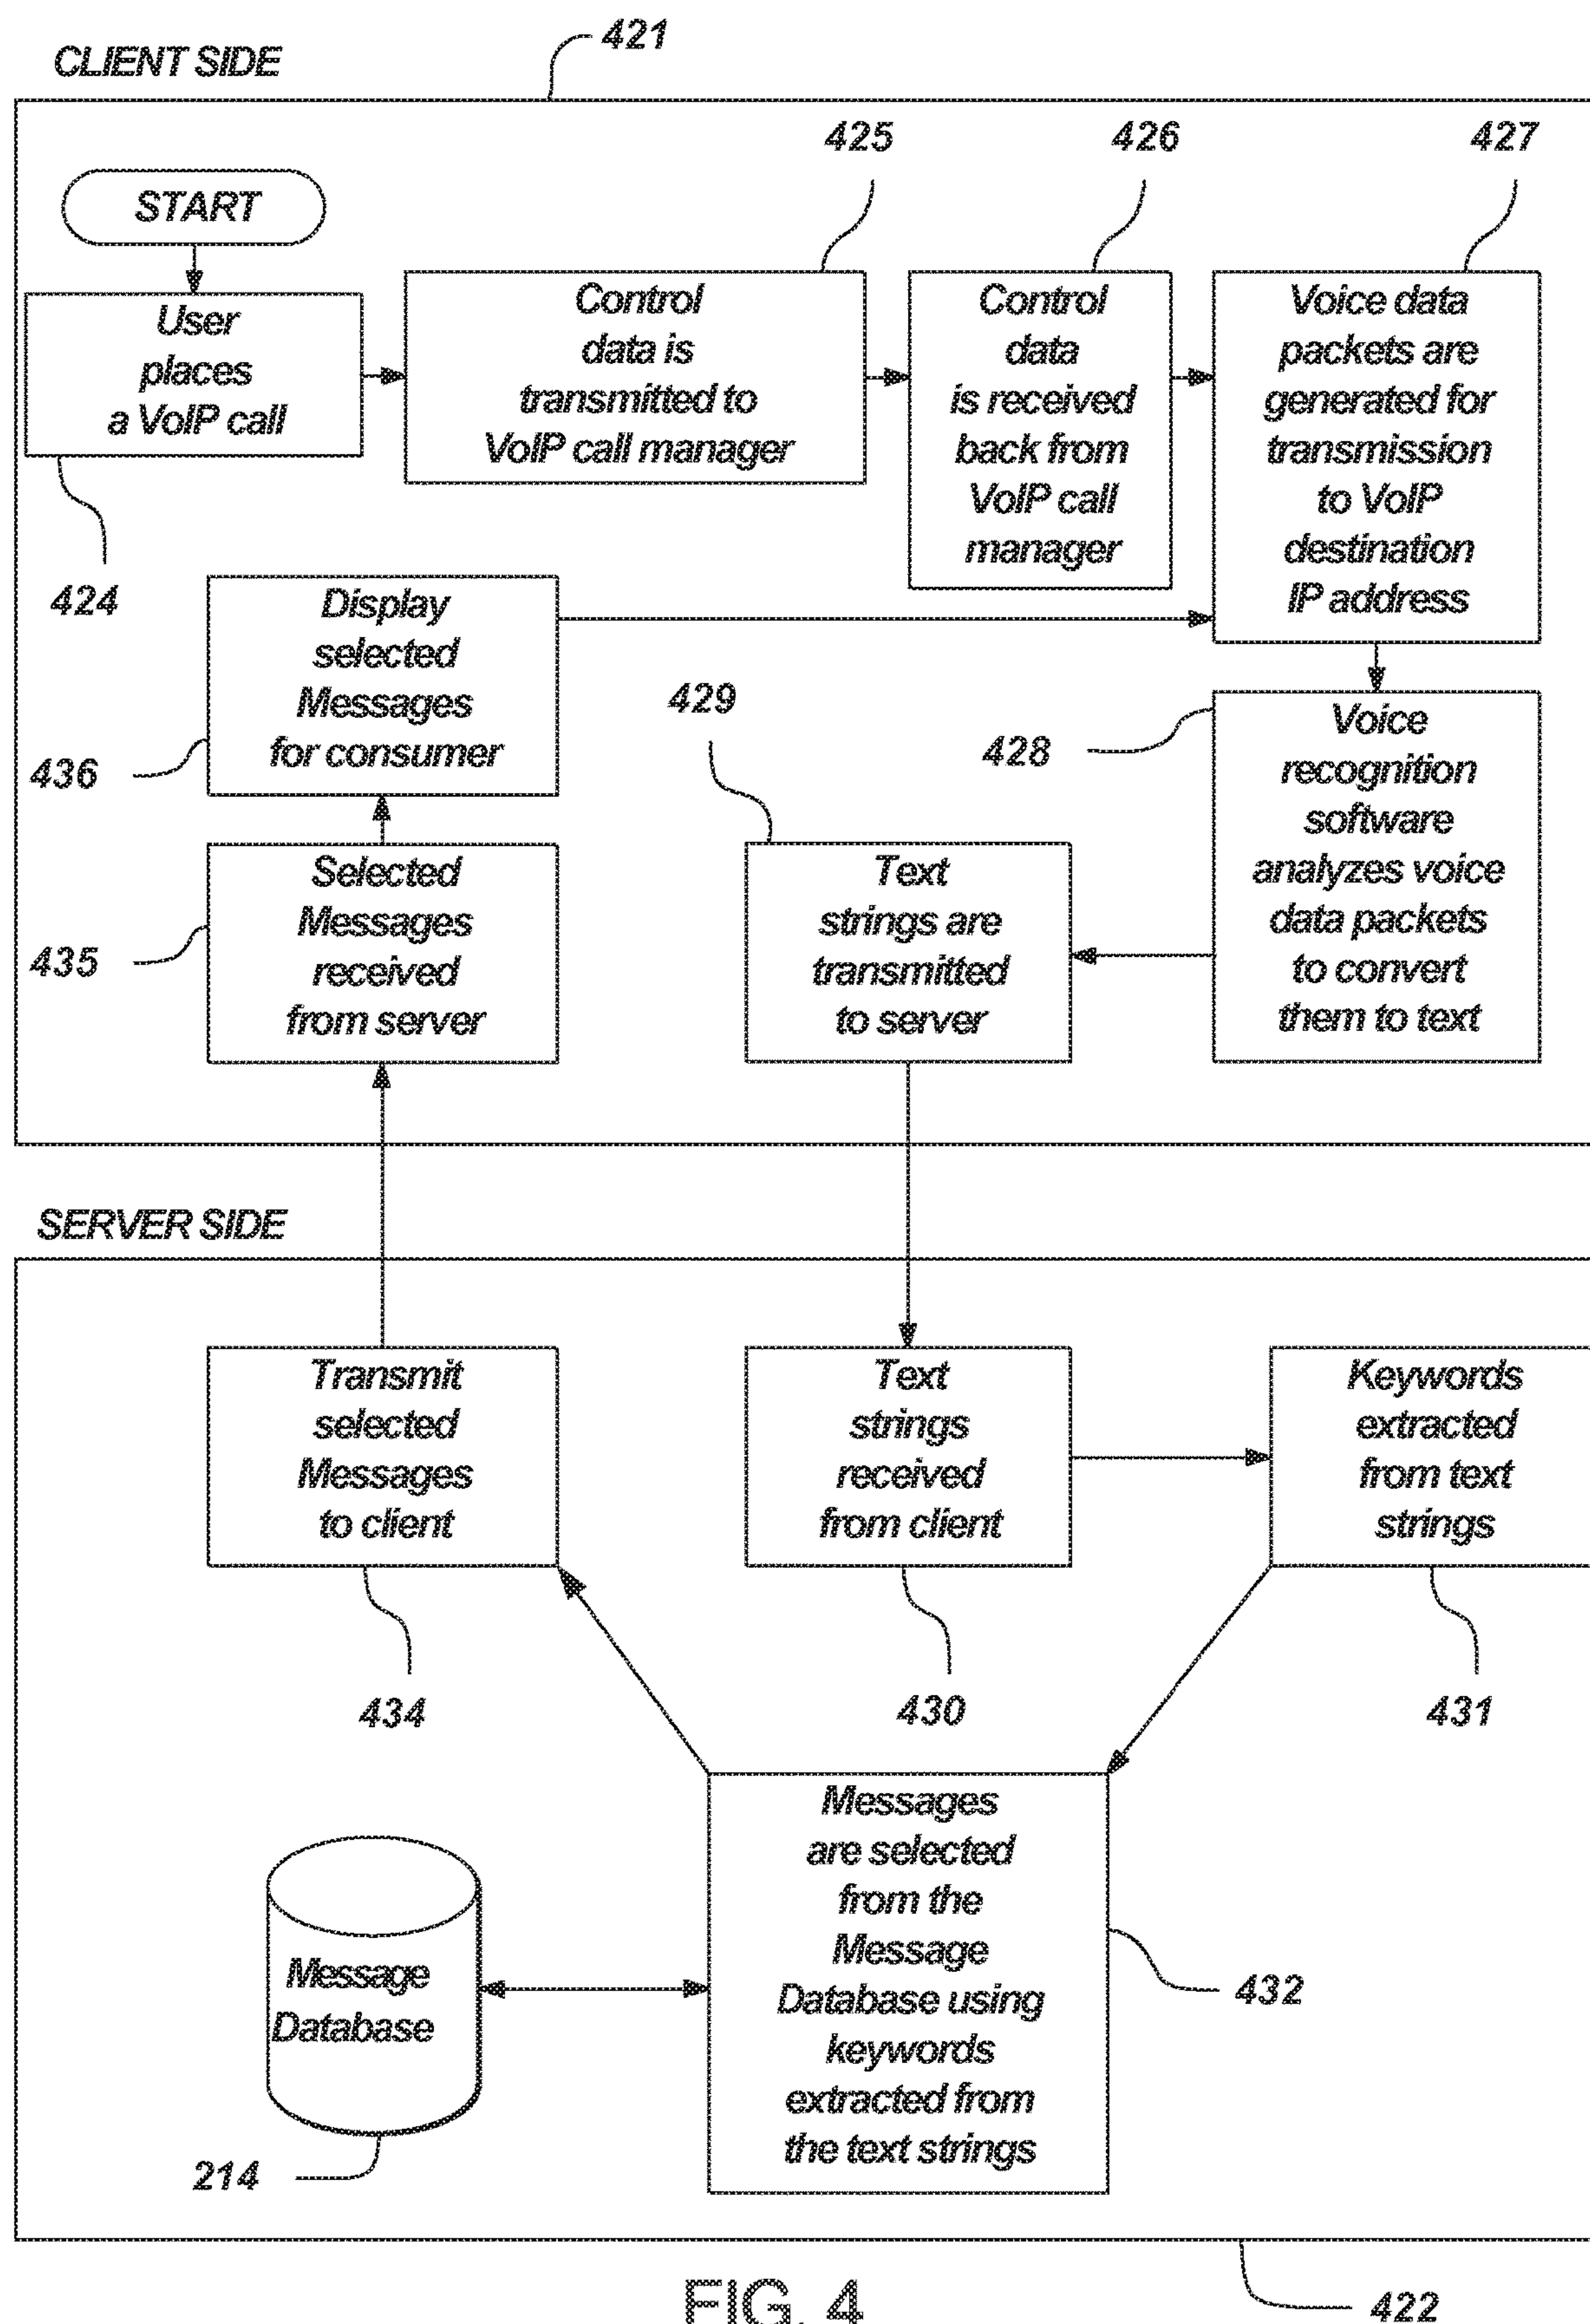 421
CLIENT SIDE
425
426
427
START
User
places
a VoIP call
Control
data is
transmitted to
VoIP call manager
Control
data
is received
back from
VoIP call
manager
Voice data
packets are
generated for
transmission
to VoIP
destination
IP address
424
Display
selected
Messages
for consumer
436
429
428
Voice
recognition
software
analyzes voice
data packets
to convert
them to text
Selected
Messages
received
from server
435
Text
strings are
transmitted
to server
SERVER SIDE
Transmit
selected
Messages
to client
Text
strings
received
from client
Keywords
extracted
from text
strings
434
430
431
Messages
are selected
from the
Message
Database using
keywords
extracted from
the text strings
432
Message
Database
214
FIG. 4
422